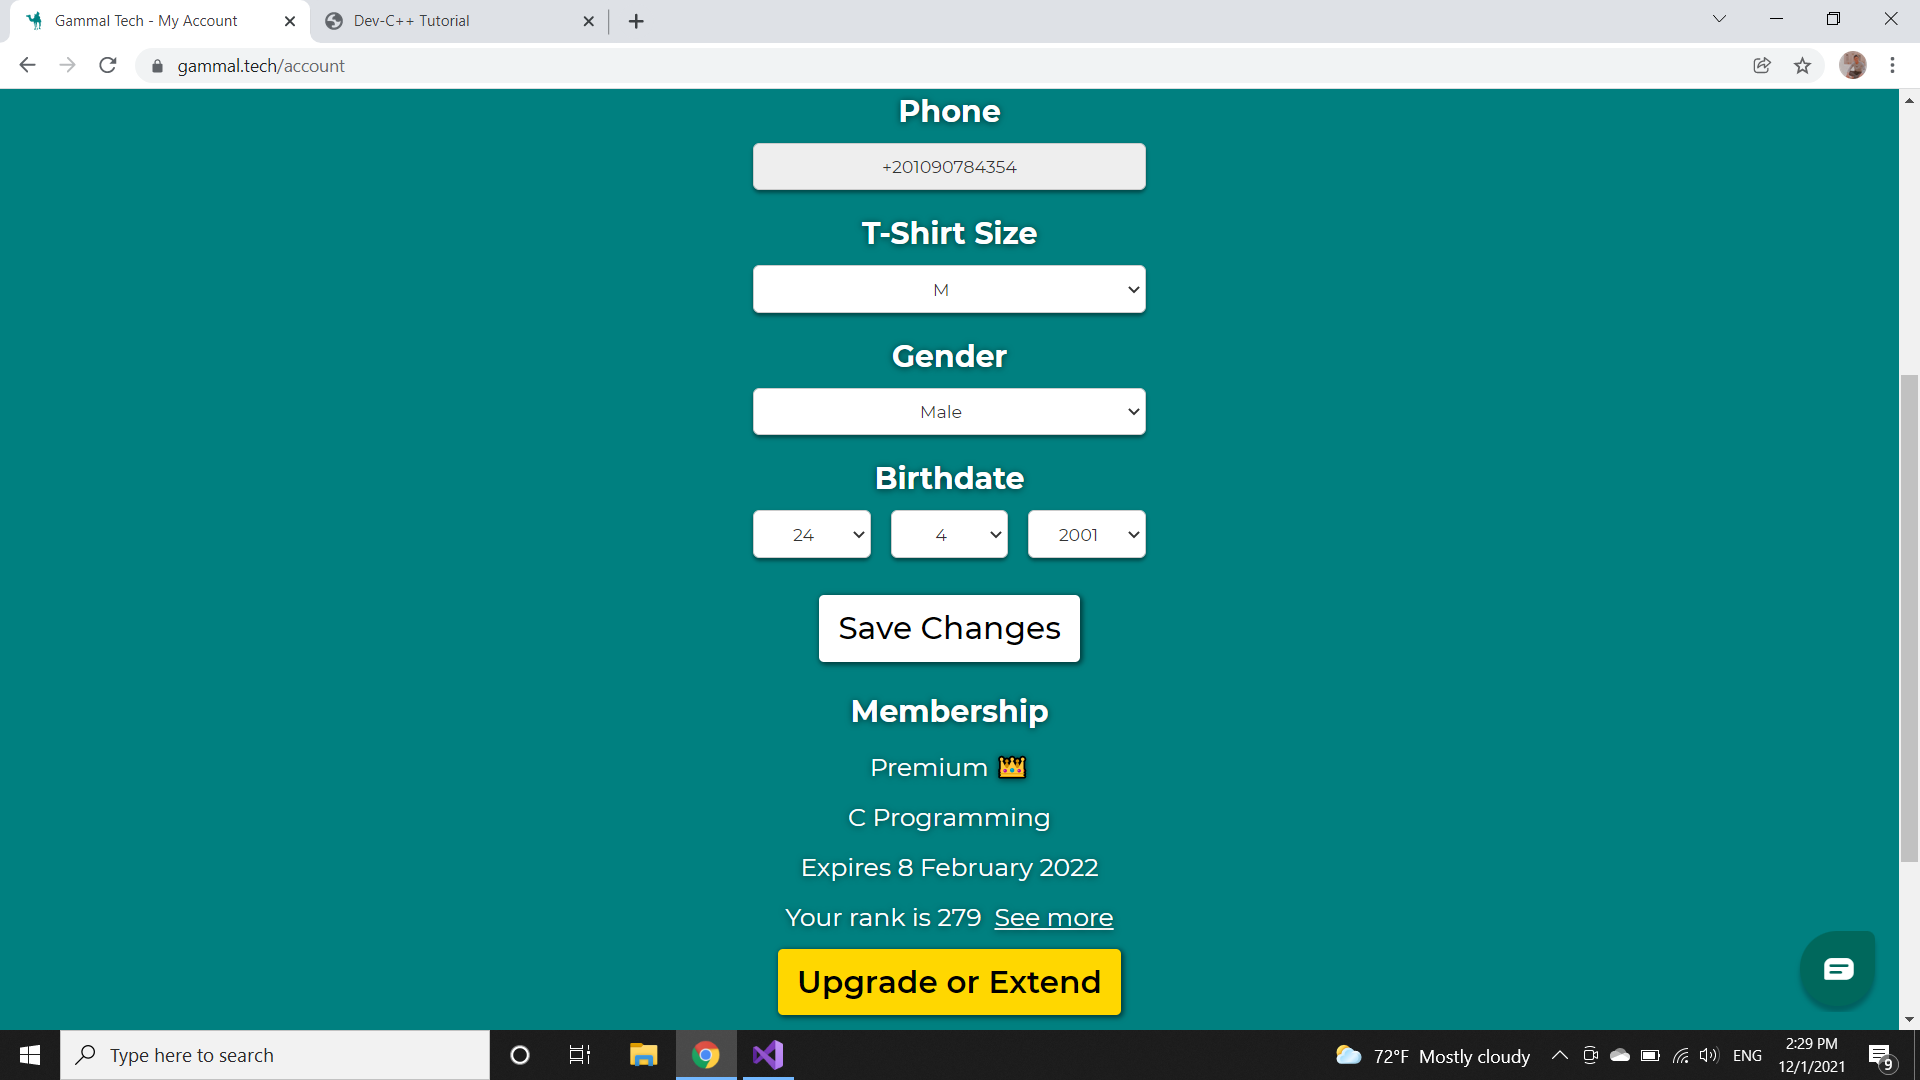 Gammal Tech - My Account
Dev-C++ Tutorial
gammal.tech/account
Phone
+201090784354
T-Shirt Size
M
Gender
Male
Birthdate
24 4 2001
Save Changes
Membership
Premium 👑
C Programming
Expires 8 February 2022
Your rank is 279 See more
Upgrade or Extend
Type here to search
72°F Mostly cloudy
ENG
2:29 PM
12/1/2021
9